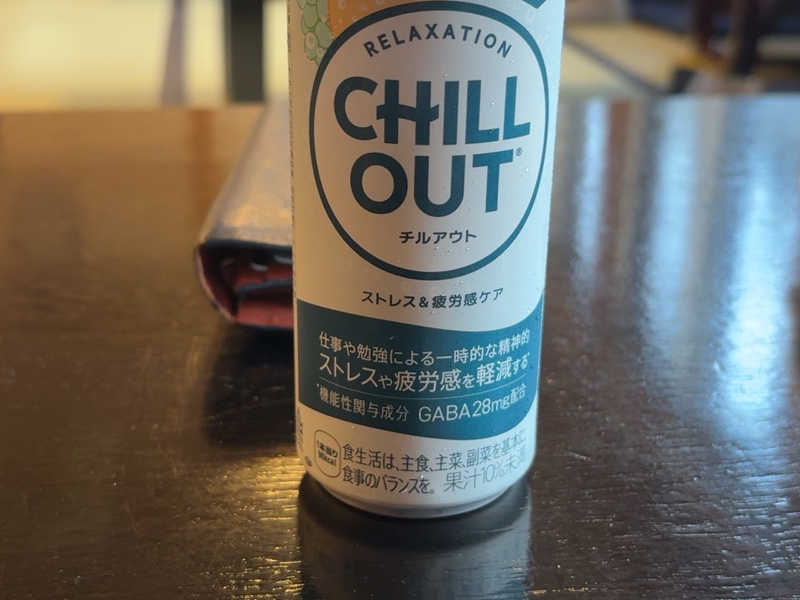 RELAXATION
CHILL
OUT®
チルアウト
ストレス&疲労感ケア
仕事や勉強による一時的な精神的
ストレスや疲労感を軽減する*
*機能性関与成分 GABA28mg配合
1本当り
食生活は、主食、主菜、副菜を基本に、
食事のバランスを。 果汁10%未満